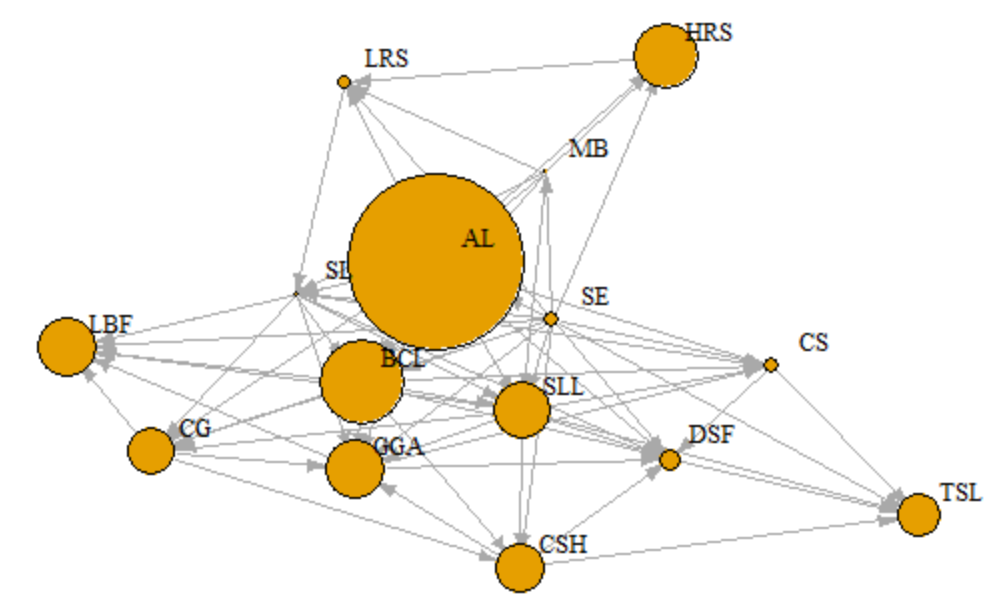 HRS
LRS
MB
AL
SL
SE
LBF
CS
BCL
SLL
CG
GGA
DSF
TSL
CSH